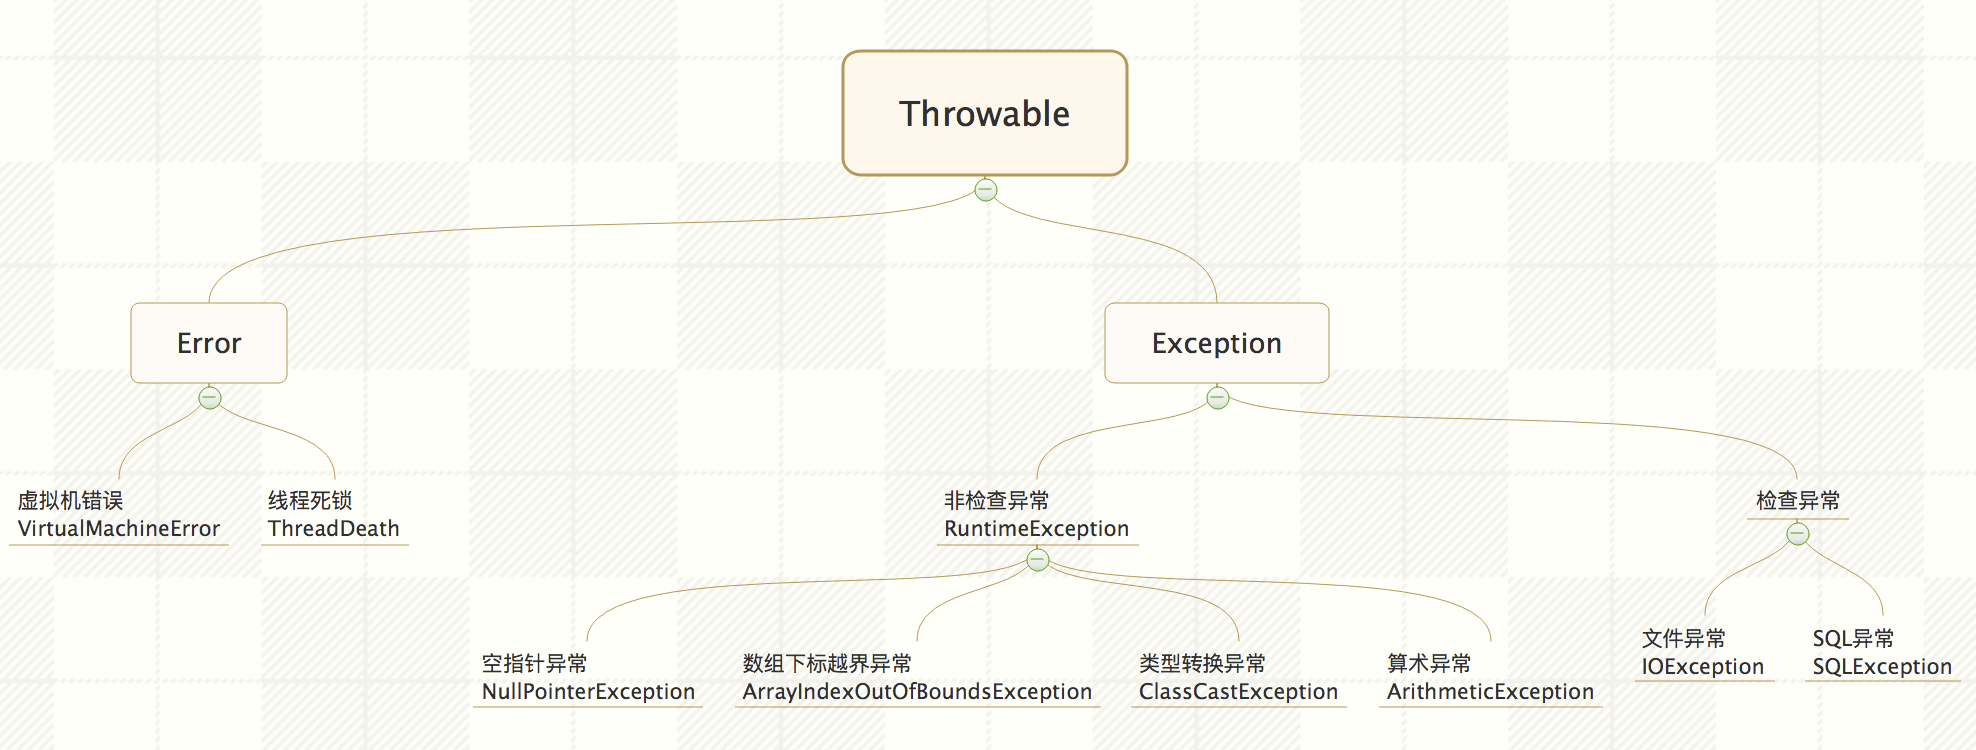 Throwable
Error
Exception
虚拟机错误
VirtualMachineError
线程死锁
ThreadDeath
非检查异常
RuntimeException
检查异常
空指针异常
NullPointerException
数组下标越界异常
ArrayIndexOutOfBoundsException
类型转换异常
ClassCastException
算术异常
ArithmeticException
文件异常
IOException
SQL异常
SQLException